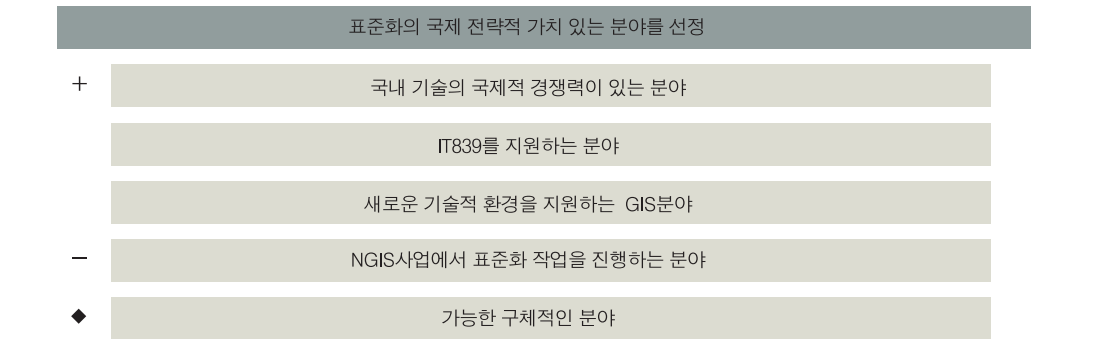 표준화의 국제 전략적 가치 있는 분야를 선정
+ 국내 기술의 국제적 경쟁력이 있는 분야
IT839를 지원하는 분야
새로운 기술적 환경을 지원하는 GIS분야
− NGIS사업에서 표준화 작업을 진행하는 분야
◆ 가능한 구체적인 분야